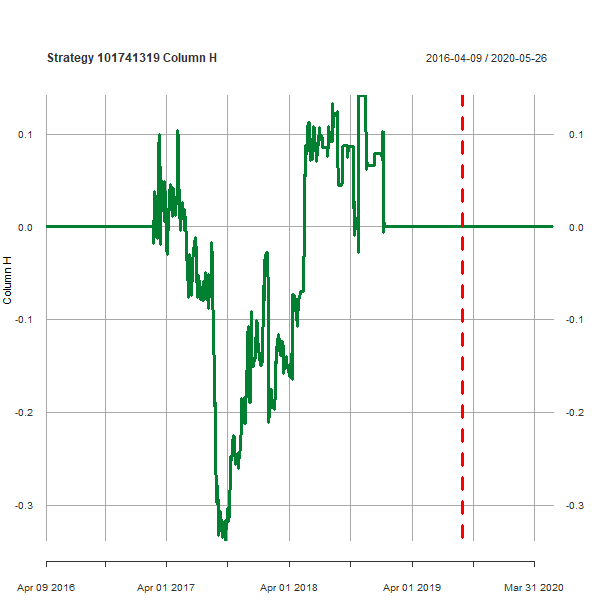 Strategy 101741319 Column H
2016-04-09 / 2020-05-26
0.1
0.1
0.0
0.0
-0.1
-0.1
-0.2
-0.2
-0.3
-0.3
Column H
Apr 09 2016
Apr 01 2017
Apr 01 2018
Apr 01 2019
Mar 31 2020